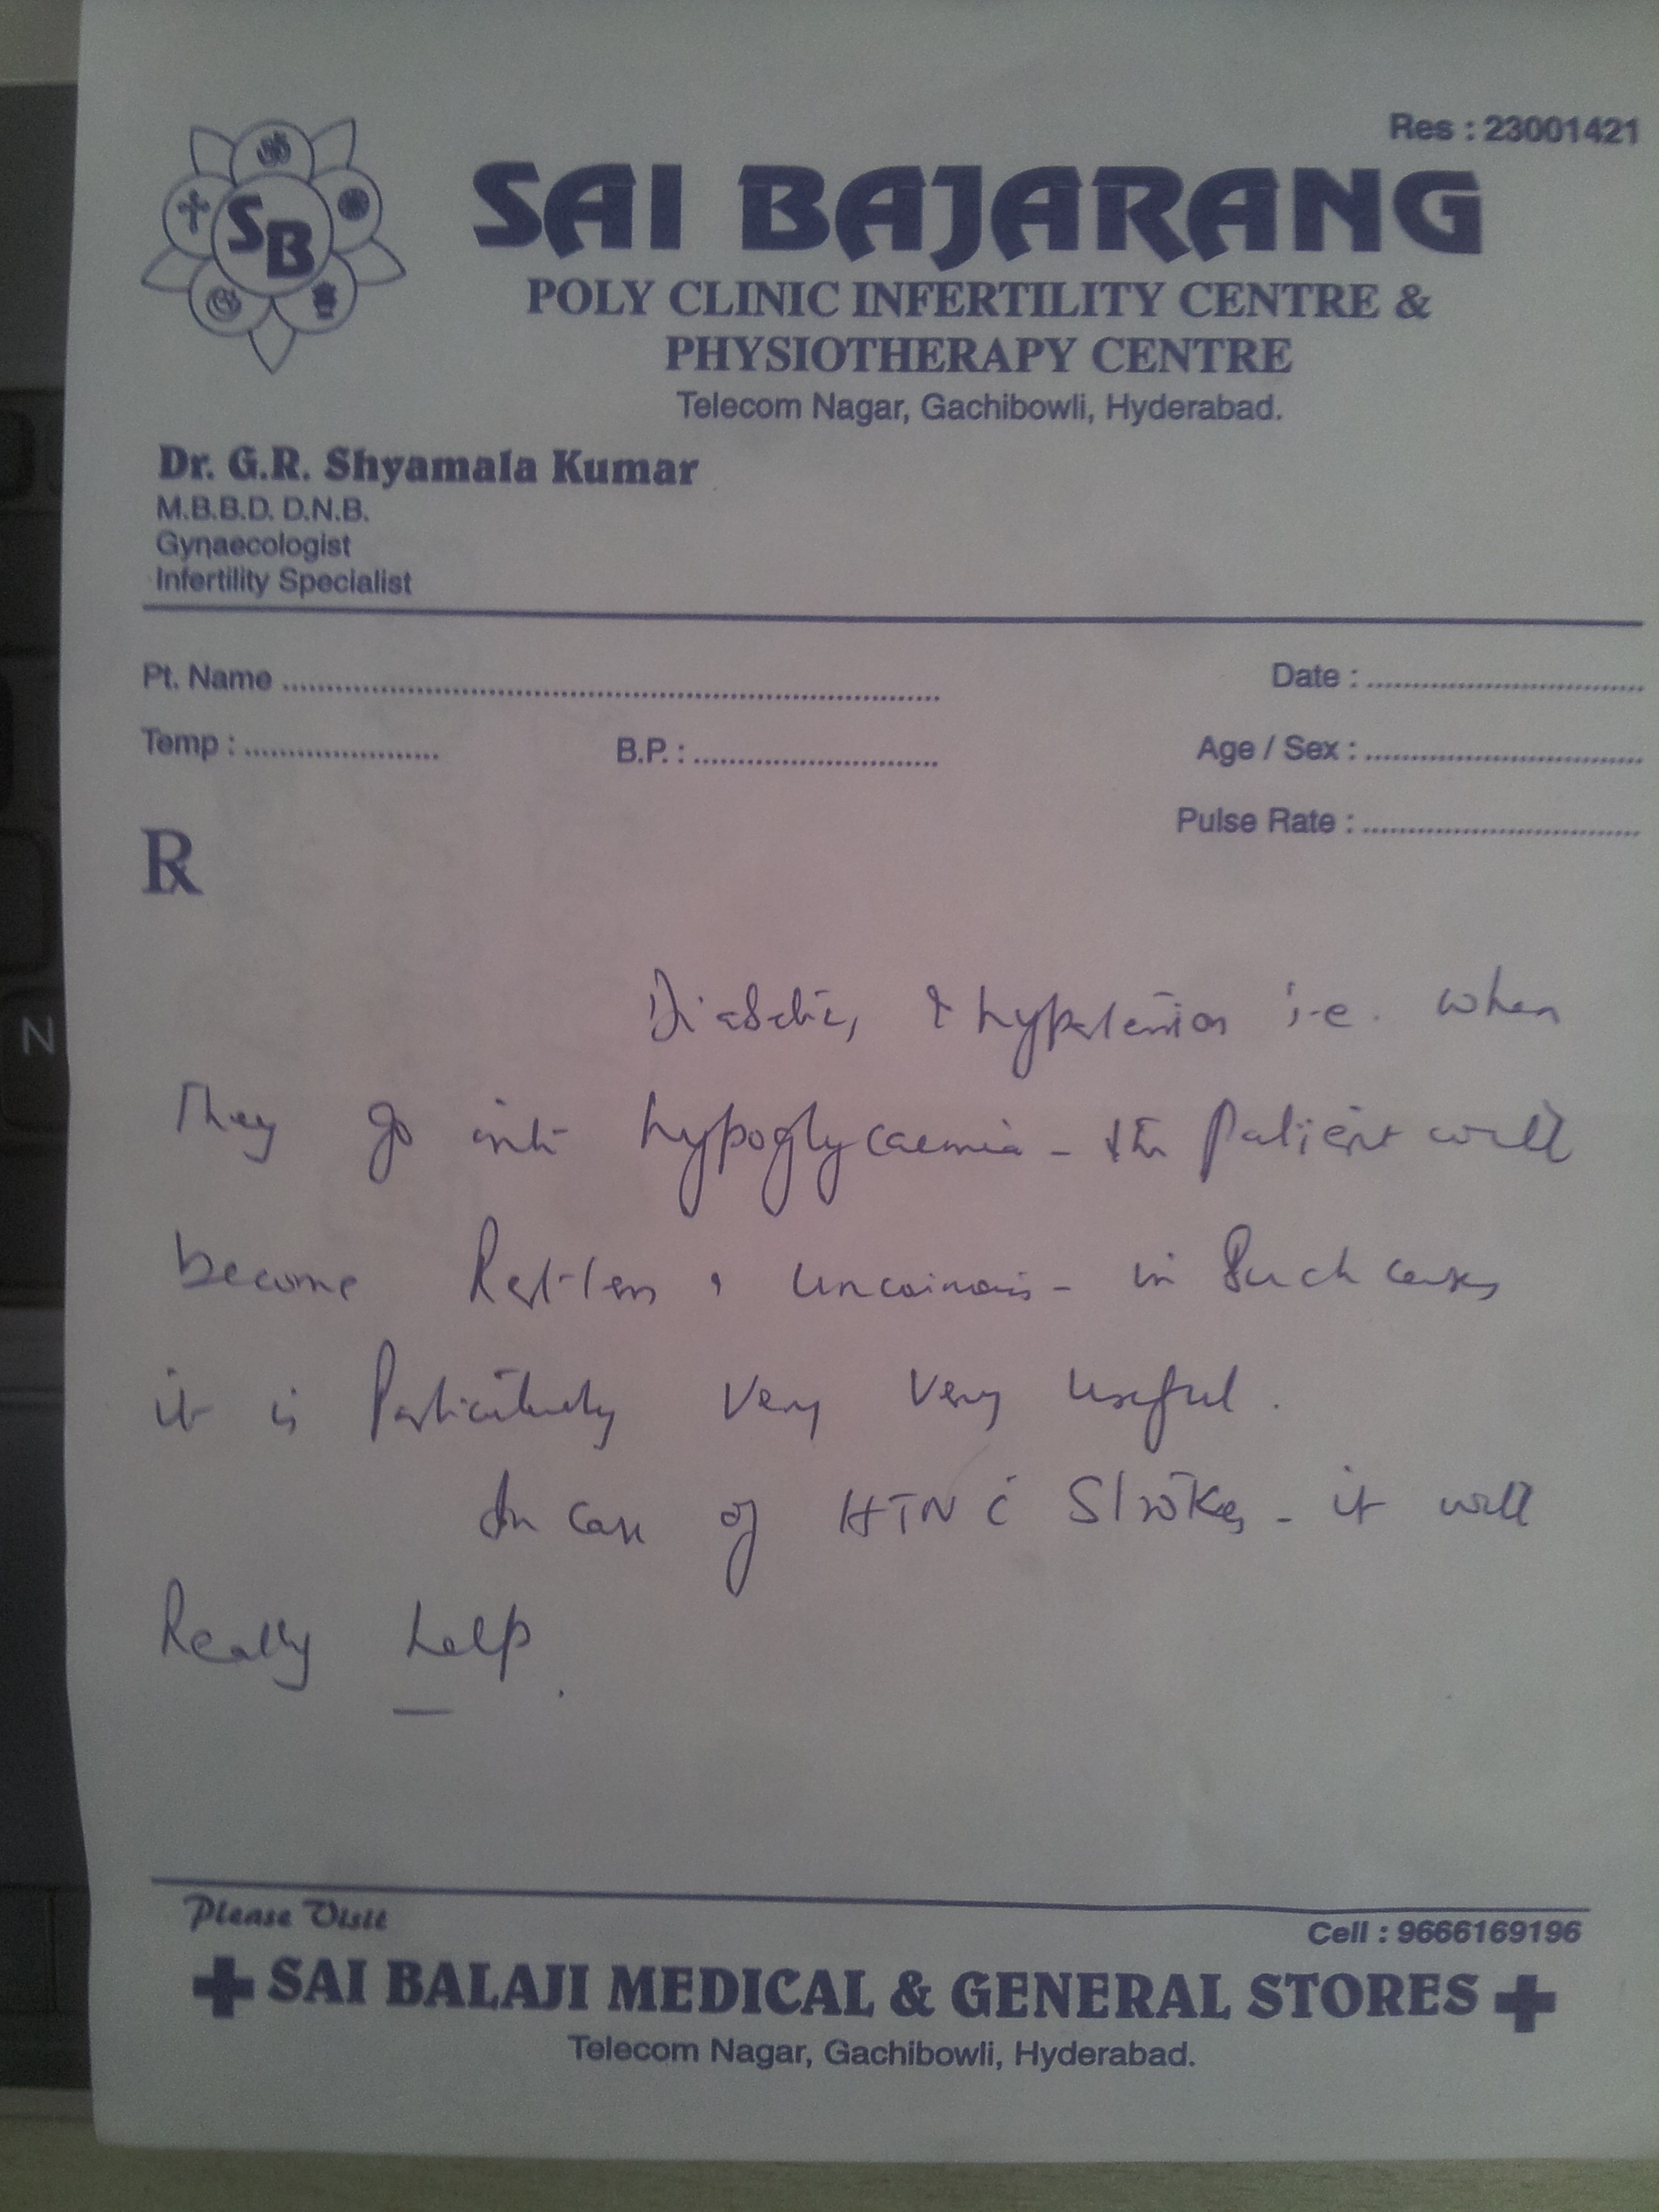 Res : 23001421
SB
SAI BAJARANG
POLY CLINIC INFERTILITY CENTRE &
PHYSIOTHERAPY CENTRE
Telecom Nagar, Gachibowli, Hyderabad.
Dr. G.R. Shyamala Kumar
M.B.B.D. D.N.B.
Gynaecologist
Infertility Specialist
Pt. Name Date :
Temp : B.P. : Age / Sex :
Pulse Rate :
R
Diabetic, & hypertension i.e. when
They go into hypoglycaemia - the patient will
become Restless, unconcious - in Such cases
it is Particularly very very useful.
In case of HTN c̄ Strokes - it will
Really help.
Please Visit
Cell : 9666169196
SAI BALAJI MEDICAL & GENERAL STORES
Telecom Nagar, Gachibowli, Hyderabad.
N